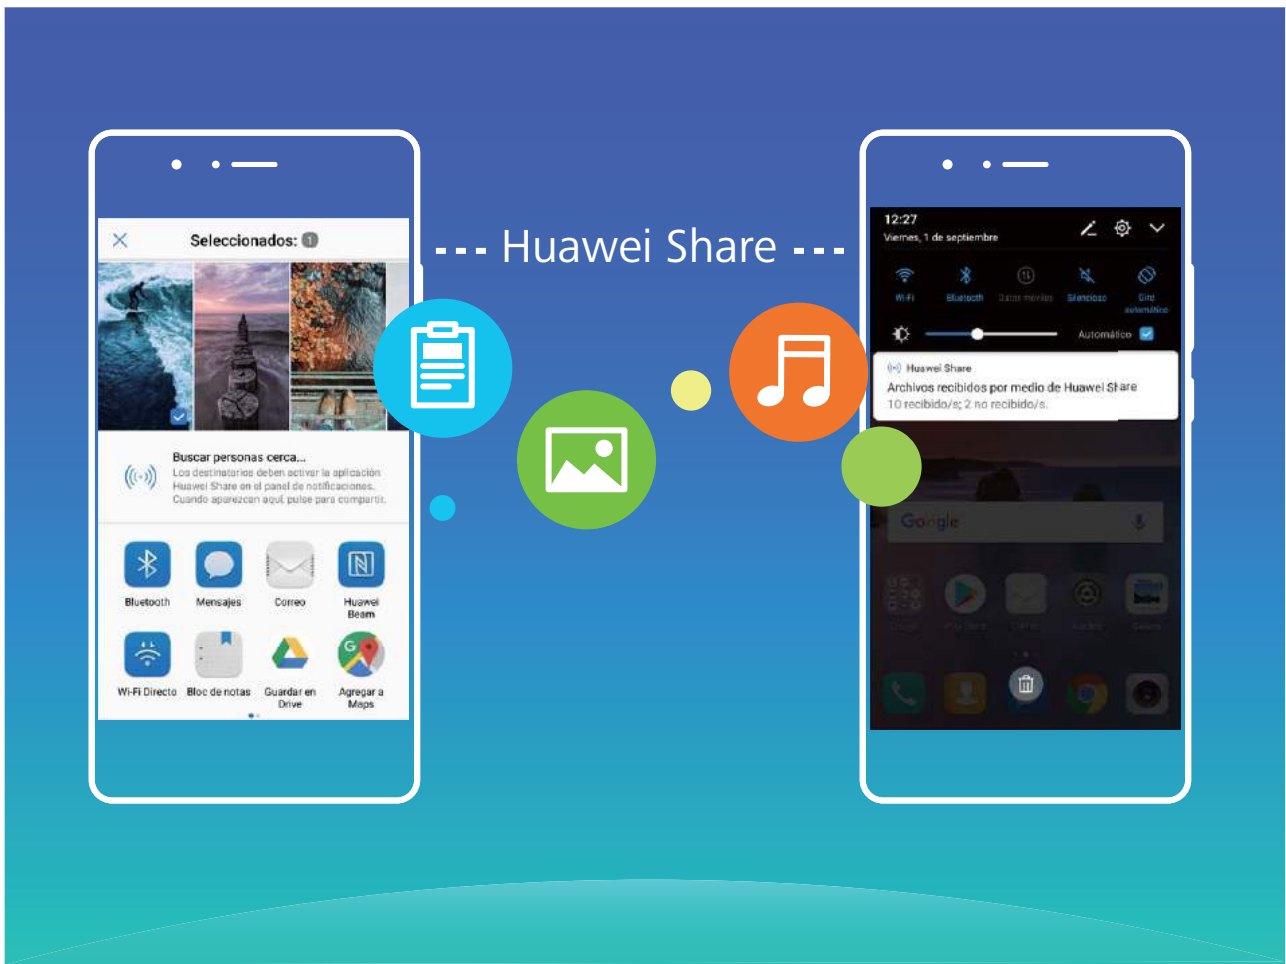 Seleccionados: 1
Buscar personas cerca...
Los destinatarios deben activar la aplicación
Huawei Share en el panel de notificaciones.
Cuando aparezcan aquí, pulse para compartir.
Bluetooth
Mensajes
Correo
Huawei
Beam
Wi-Fi Directo
Bloc de notas
Guardar en
Drive
Agregar a
Maps
--- Huawei Share ---
12:27
Viernes, 1 de septiembre
Wi-Fi
Bluetooth
Datos móviles
Silencioso
Giro
automático
Automático
Huawei Share
Archivos recibidos por medio de Huawei Share
10 recibido/s; 2 no recibido/s.
Google